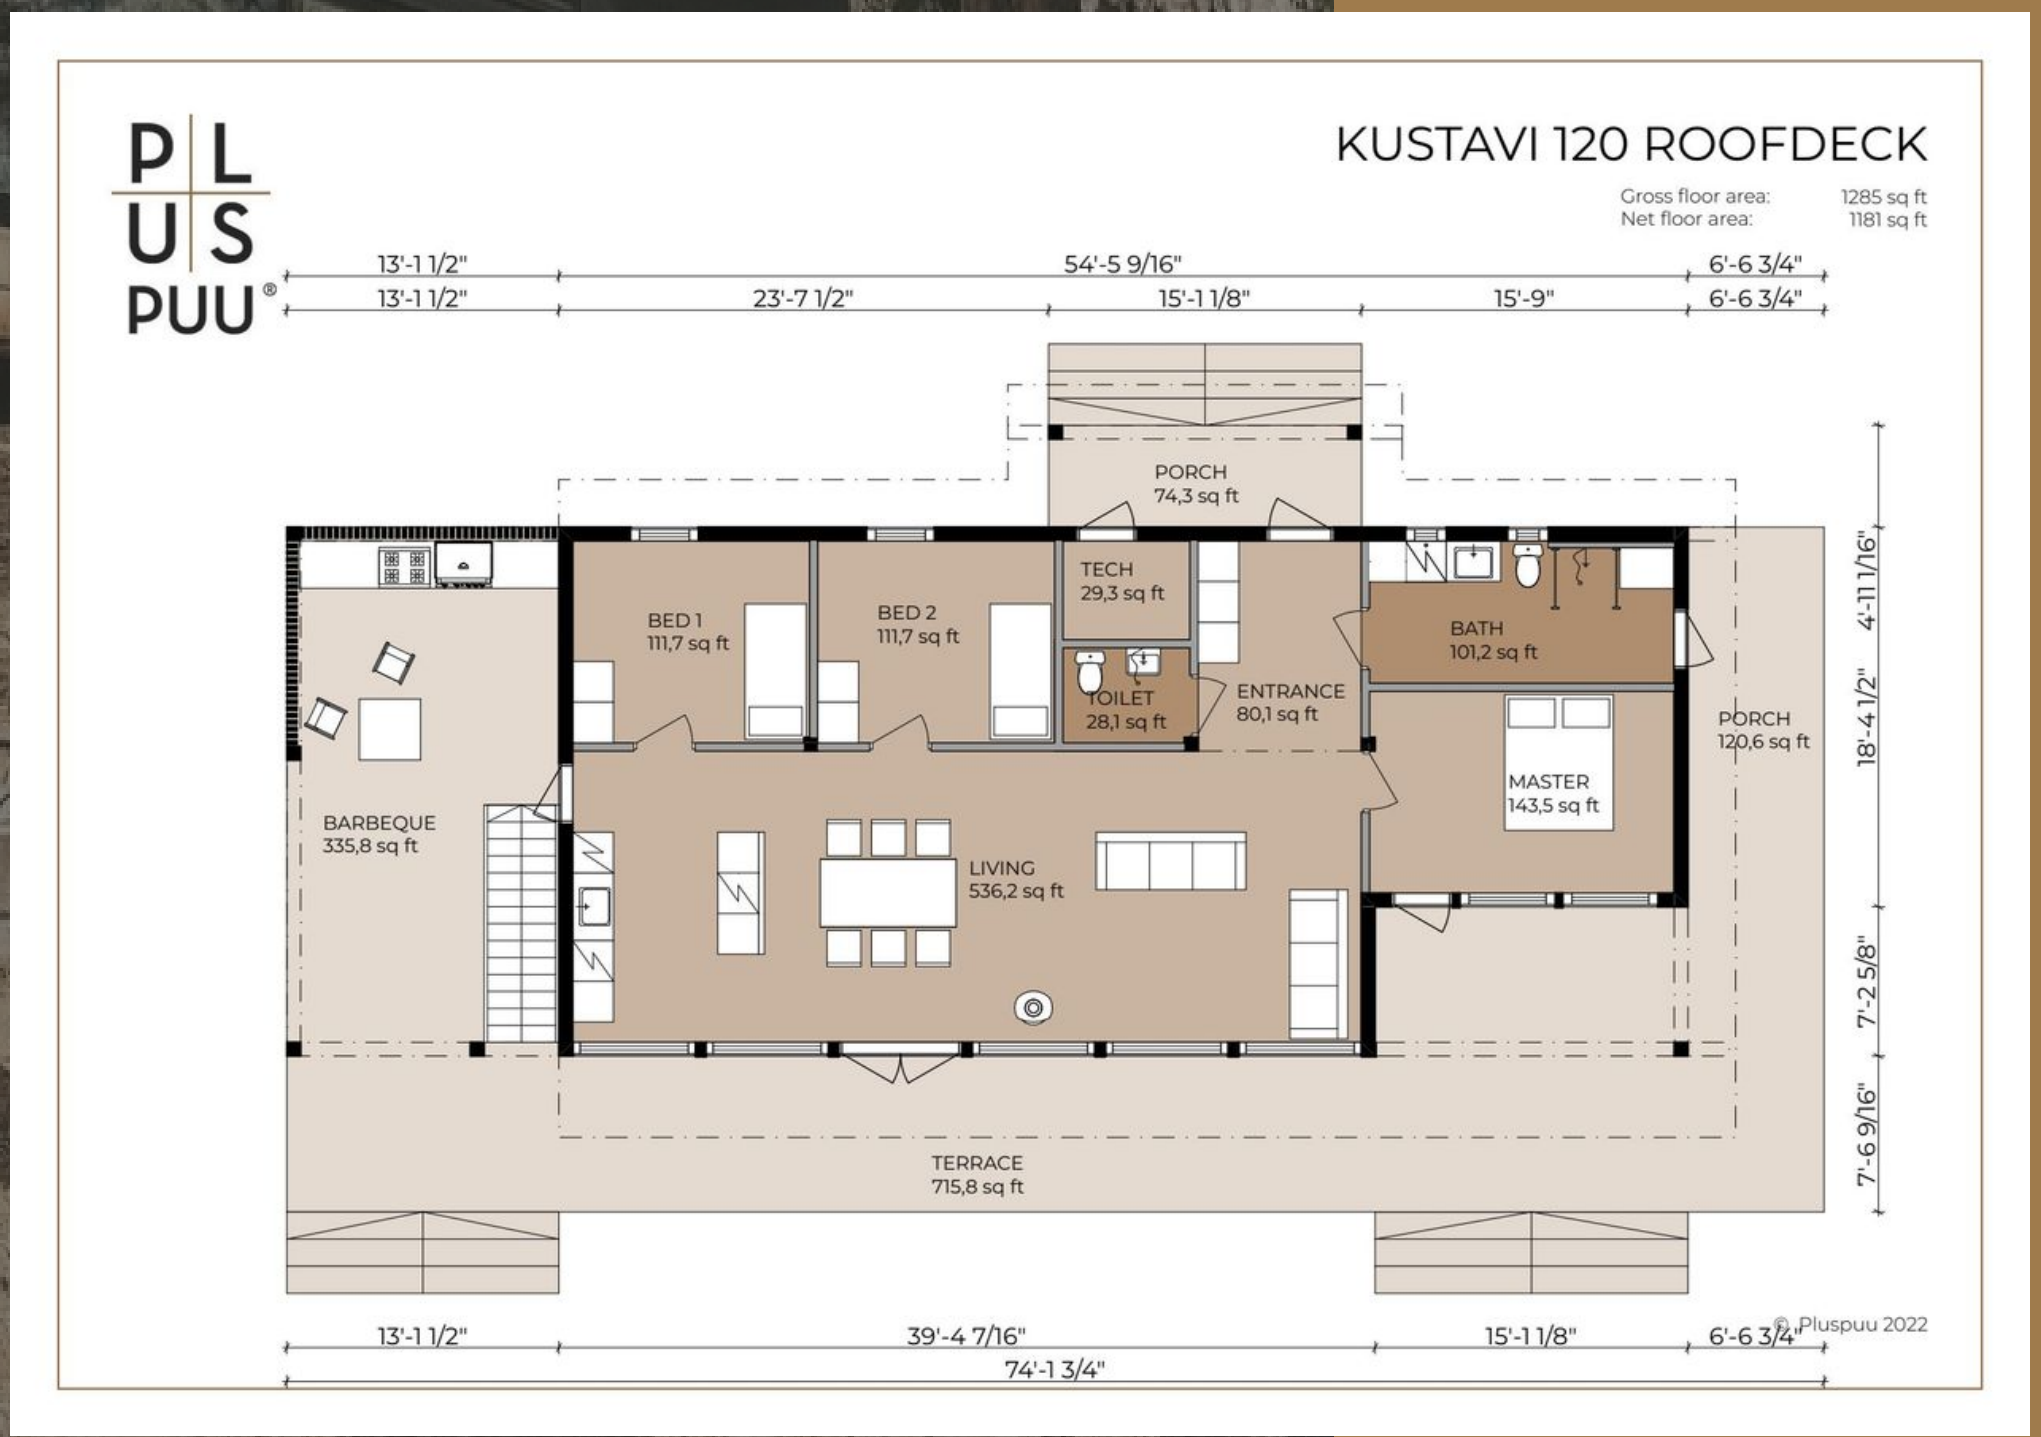 P L
U S
PUU®
KUSTAVI 120 ROOFDECK
Gross floor area: 1285 sq ft
Net floor area: 1181 sq ft
13'-1 1/2" 54'-5 9/16" 6'-6 3/4"
13'-1 1/2" 23'-7 1/2" 15'-1 1/8" 15'-9" 6'-6 3/4"
PORCH
74,3 sq ft
4'-11 11/16"
TECH
29,3 sq ft
BED 1
111,7 sq ft
BED 2
111,7 sq ft
BATH
101,2 sq ft
TOILET
28,1 sq ft
ENTRANCE
80,1 sq ft
PORCH
120,6 sq ft
18'-4 1/2"
MASTER
143,5 sq ft
BARBEQUE
335,8 sq ft
LIVING
536,2 sq ft
7'-2 5/8"
7'-6 9/16"
TERRACE
715,8 sq ft
© Pluspuu 2022
13'-1 1/2" 39'-4 7/16" 15'-1 1/8" 6'-6 3/4"
74'-1 3/4"